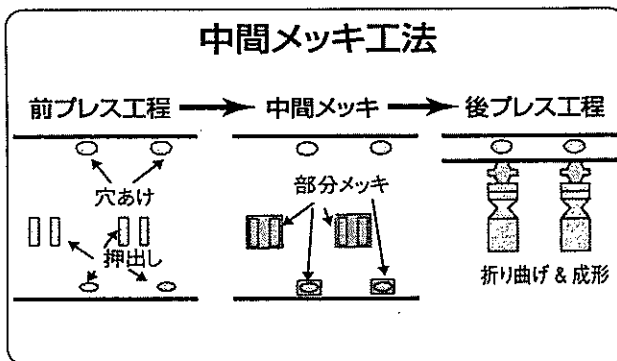 中間メッキ工法
前プレス工程
中間メッキ
後プレス工程
穴あけ
押出し
部分メッキ
折り曲げ & 成形